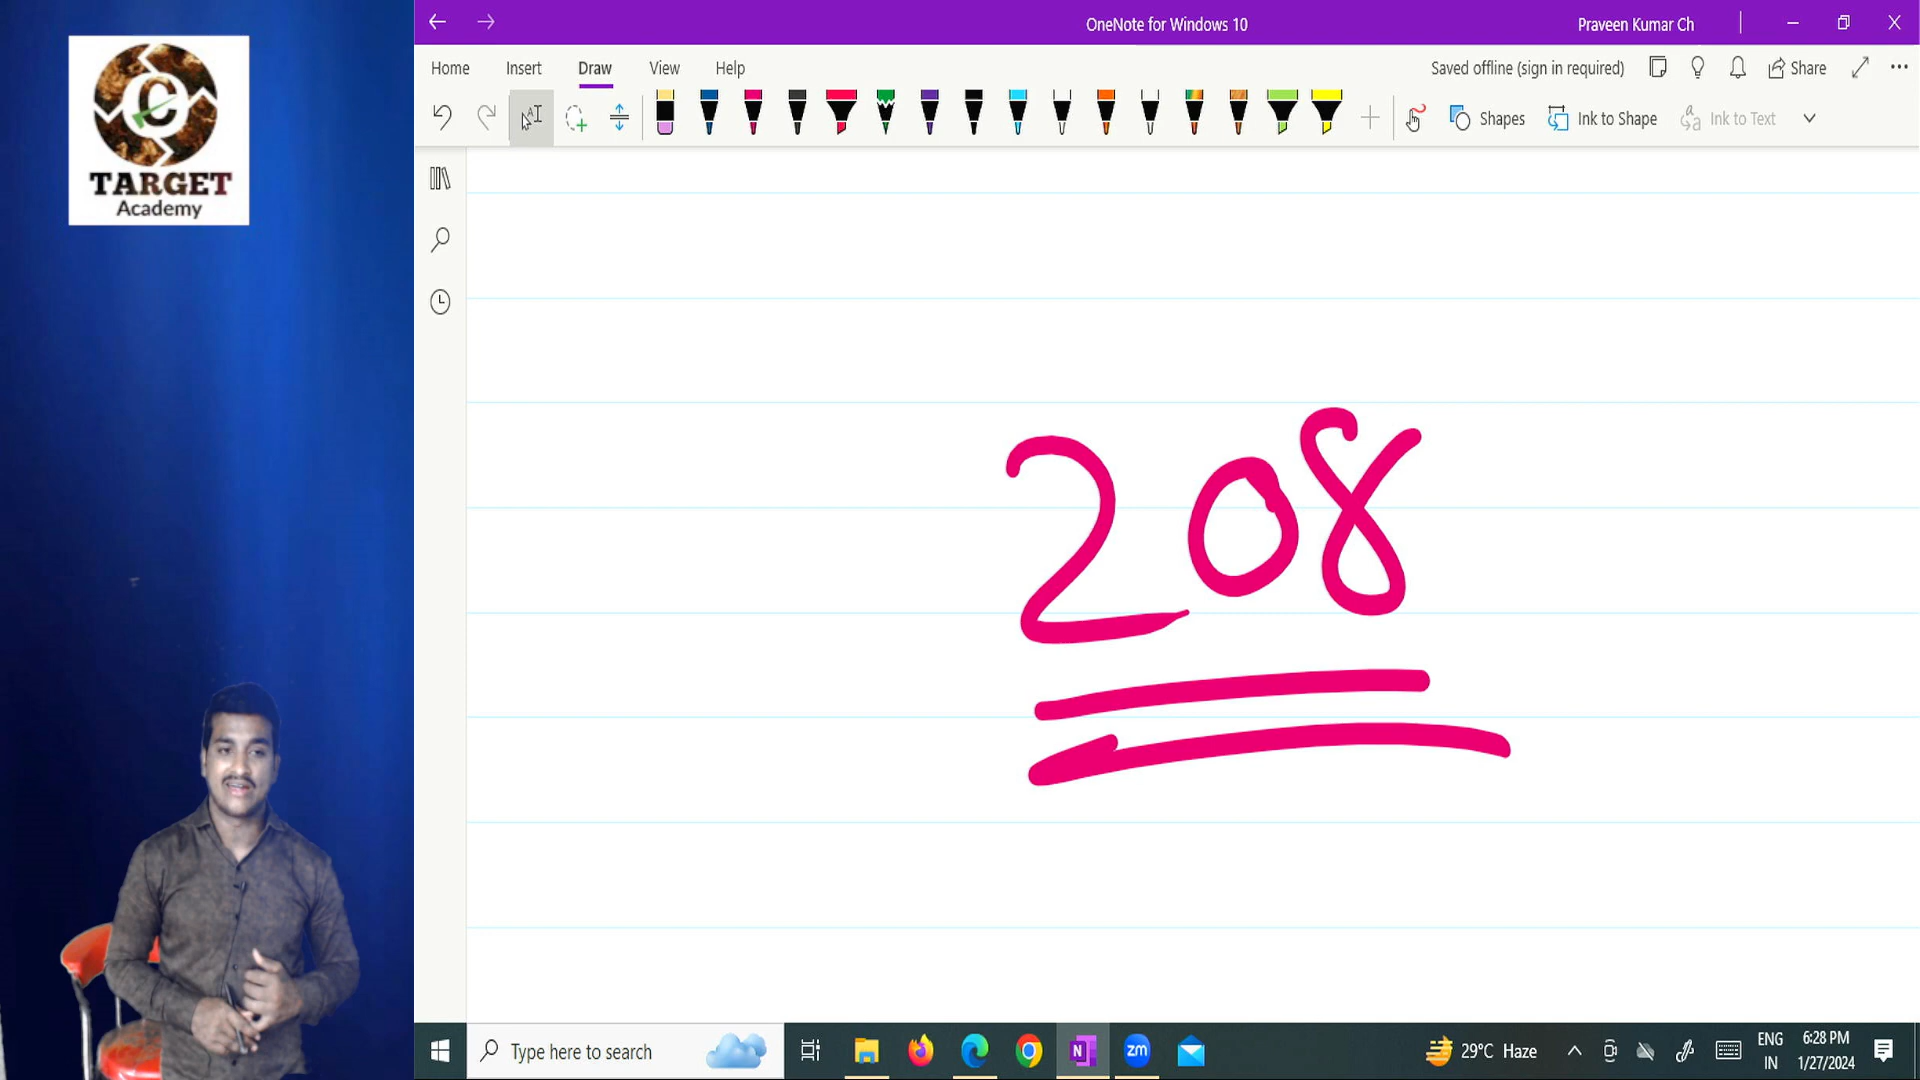 TARGET
Academy
OneNote for Windows 10
Praveen Kumar Ch
Home Insert Draw View Help
Saved offline (sign in required)
Share
Shapes
Ink to Shape
Ink to Text
208
Type here to search
zm
N
29°C Haze
ENG
IN
6:28 PM
1/27/2024